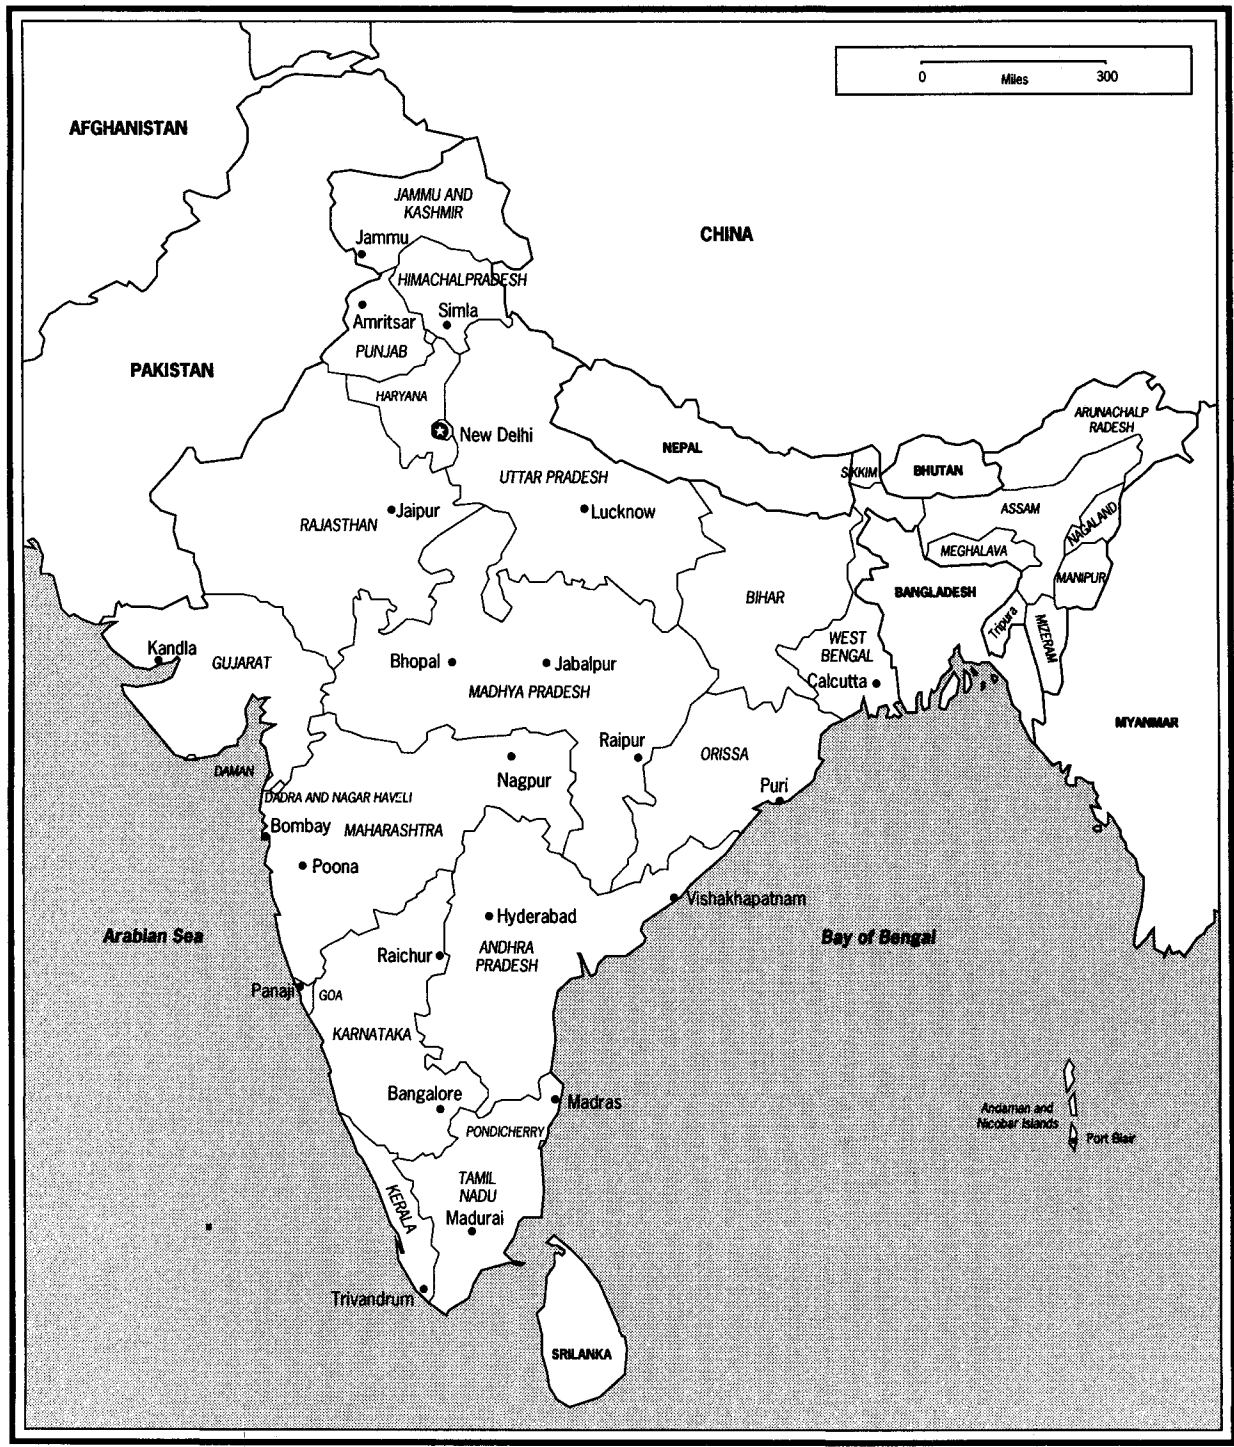 0 Miles 300
AFGHANISTAN
JAMMU AND
KASHMIR
CHINA
Jammu
HIMACHALPRADESH
Simla
Amritsar
PUNJAB
PAKISTAN
HARYANA
ARUNACHALP
RADESH
New Delhi
NEPAL
SIKKIM
BHUTAN
UTTAR PRADESH
Jaipur
Lucknow
RAJASTHAN
ASSAM
NAGALAND
MEGHALAVA
MANIPUR
BANGLADESH
BIHAR
Tripura
MIZERAM
WEST
BENGAL
Kandla
GUJARAT
Bhopal
Jabalpur
Calcutta
MADHYA PRADESH
MYANMAR
Raipur
ORISSA
DAMAN
Nagpur
Puri
DADRA AND NAGAR HAVELI
Bombay
MAHARASHTRA
Poona
Vishakhapatnam
Hyderabad
Arabian Sea
Bay of Bengal
ANDHRA
PRADESH
Raichur
Panaji
GOA
KARNATAKA
Bangalore
Madras
Andaman and
Nicobar Islands
PONDICHERRY
Port Blair
TAMIL
NADU
KERALA
Madurai
Trivandrum
SRILANKA